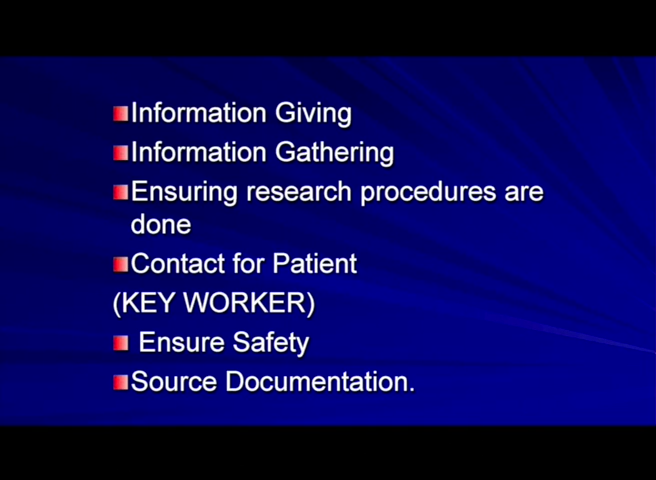 Information Giving
Information Gathering
Ensuring research procedures are
done
Contact for Patient
(KEY WORKER)
Ensure Safety
Source Documentation.